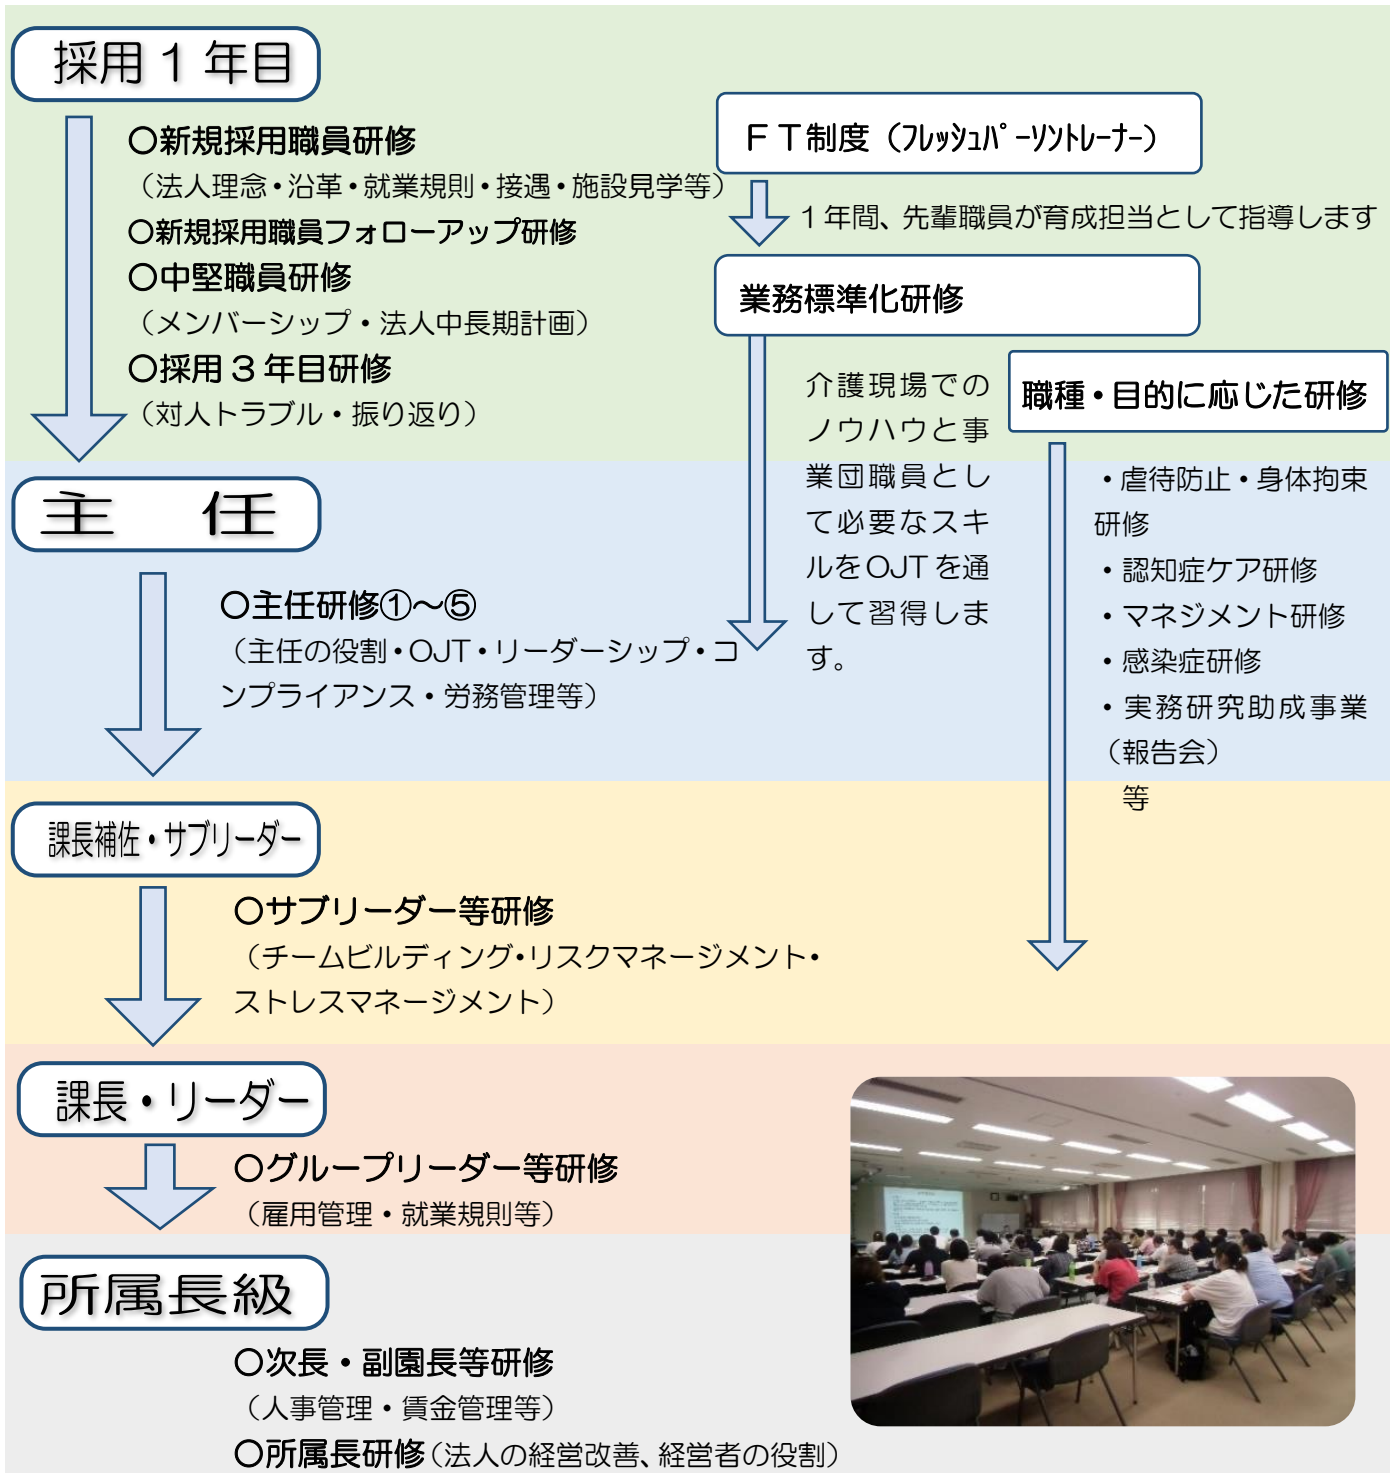 採用１年目
○新規採用職員研修
（法人理念・沿革・就業規則・接遇・施設見学等）
○新規採用職員フォローアップ研修
○中堅職員研修
（メンバーシップ・法人中長期計画）
○採用３年目研修
（対人トラブル・振り返り）
ＦＴ制度（ﾌﾚｯｼｭﾊﾟｰｿﾝﾄﾚｰﾅｰ）
１年間、先輩職員が育成担当として指導します
業務標準化研修
介護現場での
ノウハウと事
業団職員とし
て必要なスキ
ルをOJTを通
して習得しま
す。
職種・目的に応じた研修
・虐待防止・身体拘束
研修
・認知症ケア研修
・マネジメント研修
・感染症研修
・実務研究助成事業
（報告会）
等
主　任
○主任研修①～⑤
（主任の役割・OJT・リーダーシップ・コ
ンプライアンス・労務管理等）
課長補佐・サブリーダー
○サブリーダー等研修
（チームビルディング・リスクマネージメント・
ストレスマネージメント）
課長・リーダー
○グループリーダー等研修
（雇用管理・就業規則等）
所属長級
○次長・副園長等研修
（人事管理・賃金管理等）
○所属長研修（法人の経営改善、経営者の役割）